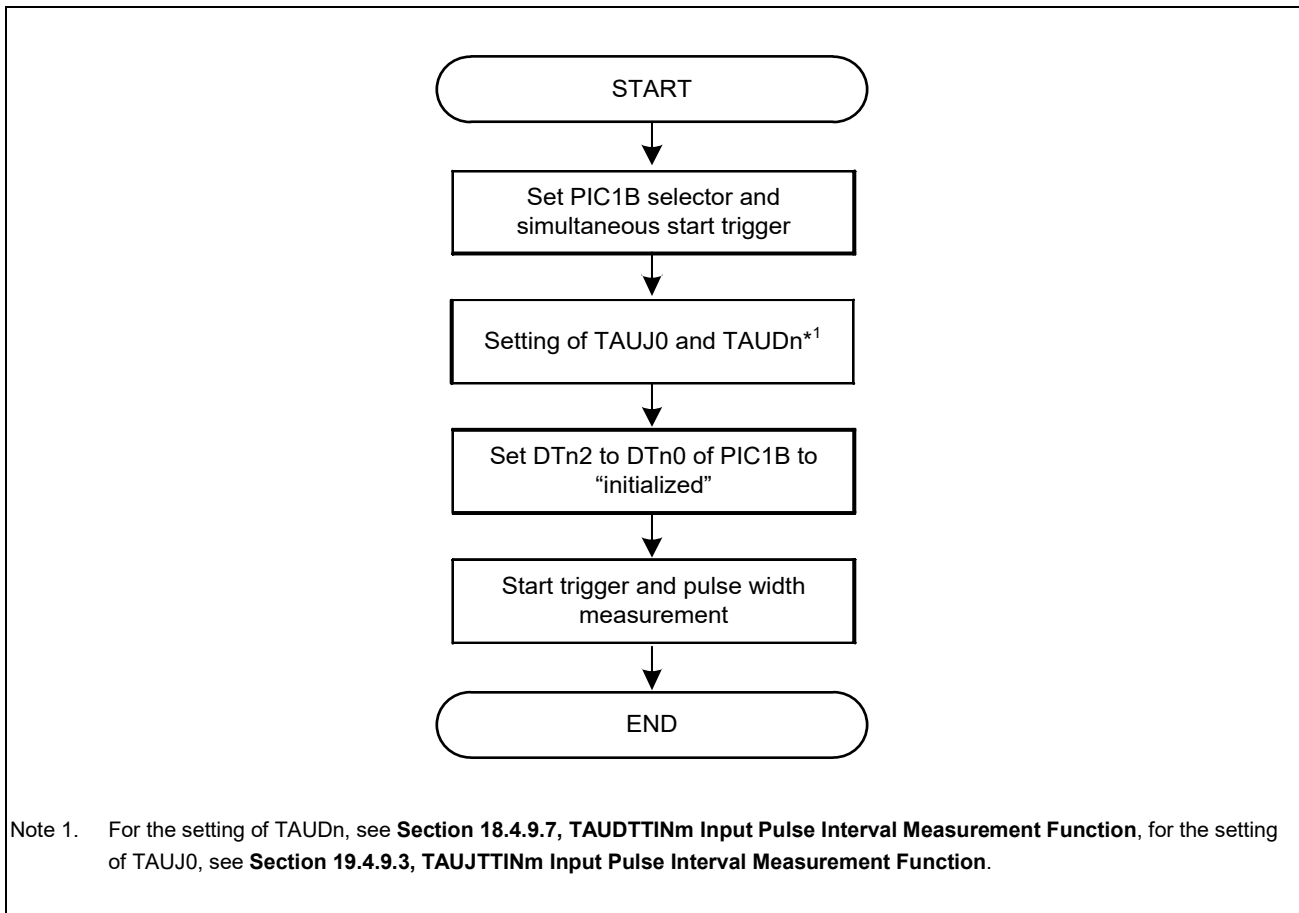 START
Set PIC1B selector and
simultaneous start trigger
Setting of TAUJ0 and TAUDn*1
Set DTn2 to DTn0 of PIC1B to
“initialized”
Start trigger and pulse width
measurement
END
Note 1. For the setting of TAUDn, see Section 18.4.9.7, TAUDTTINm Input Pulse Interval Measurement Function, for the setting
of TAUJ0, see Section 19.4.9.3, TAUJTTINm Input Pulse Interval Measurement Function.